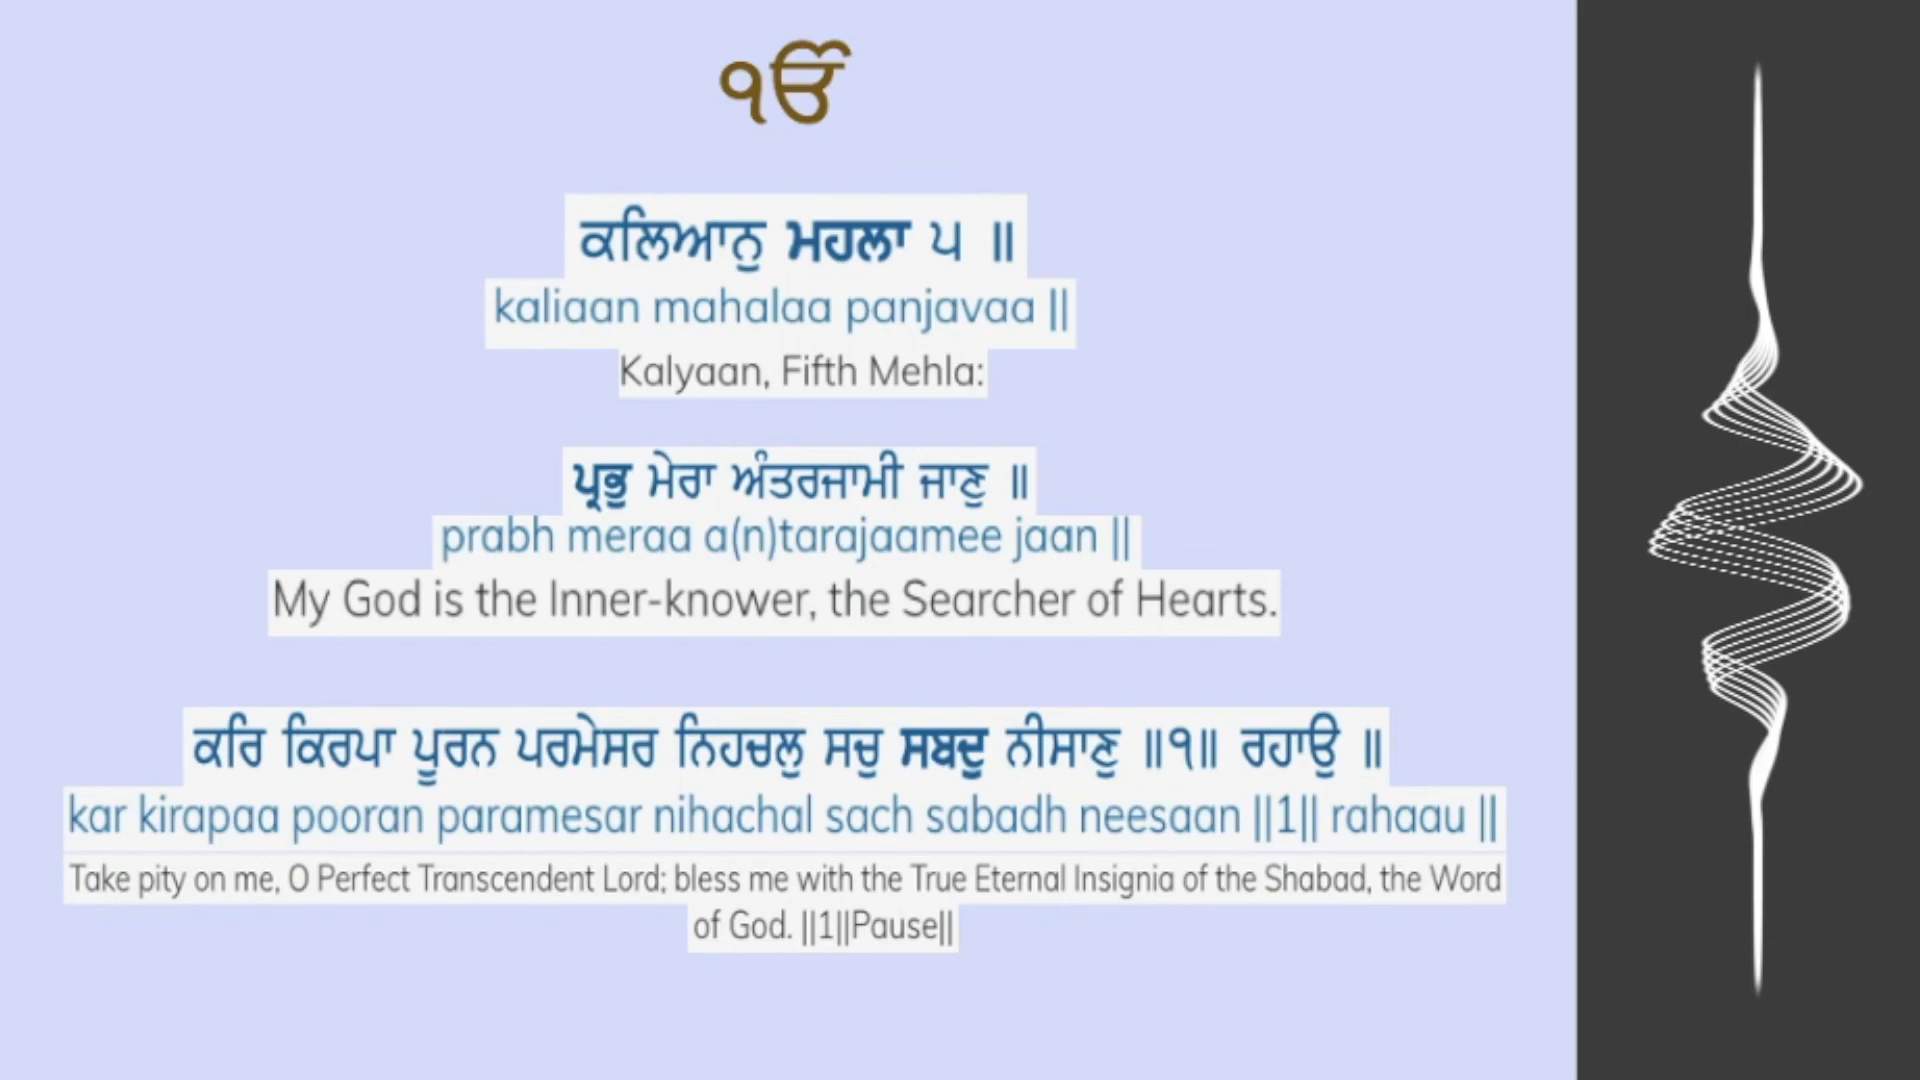 ੴ
ਕਲਿਆਨੁ ਮਹਲਾ ੫ ॥
kaliaan mahalaa panjavaa ||
Kalyaan, Fifth Mehla:
ਪ੍ਰਭੁ ਮੇਰਾ ਅੰਤਰਜਾਮੀ ਜਾਣੁ ॥
prabh meraa a(n)tarajaamee jaan ||
My God is the Inner-knower, the Searcher of Hearts.
ਕਰਿ ਕਿਰਪਾ ਪੂਰਨ ਪਰਮੇਸਰ ਨਿਹਚਲੁ ਸਚੁ ਸਬਦੁ ਨੀਸਾਣੁ ॥੧॥ ਰਹਾਉ ॥
kar kirapaa pooran paramesar nihachal sach sabadh neesaan ||1|| rahaau ||
Take pity on me, O Perfect Transcendent Lord; bless me with the True Eternal Insignia of the Shabad, the Word
of God. ||1||Pause||